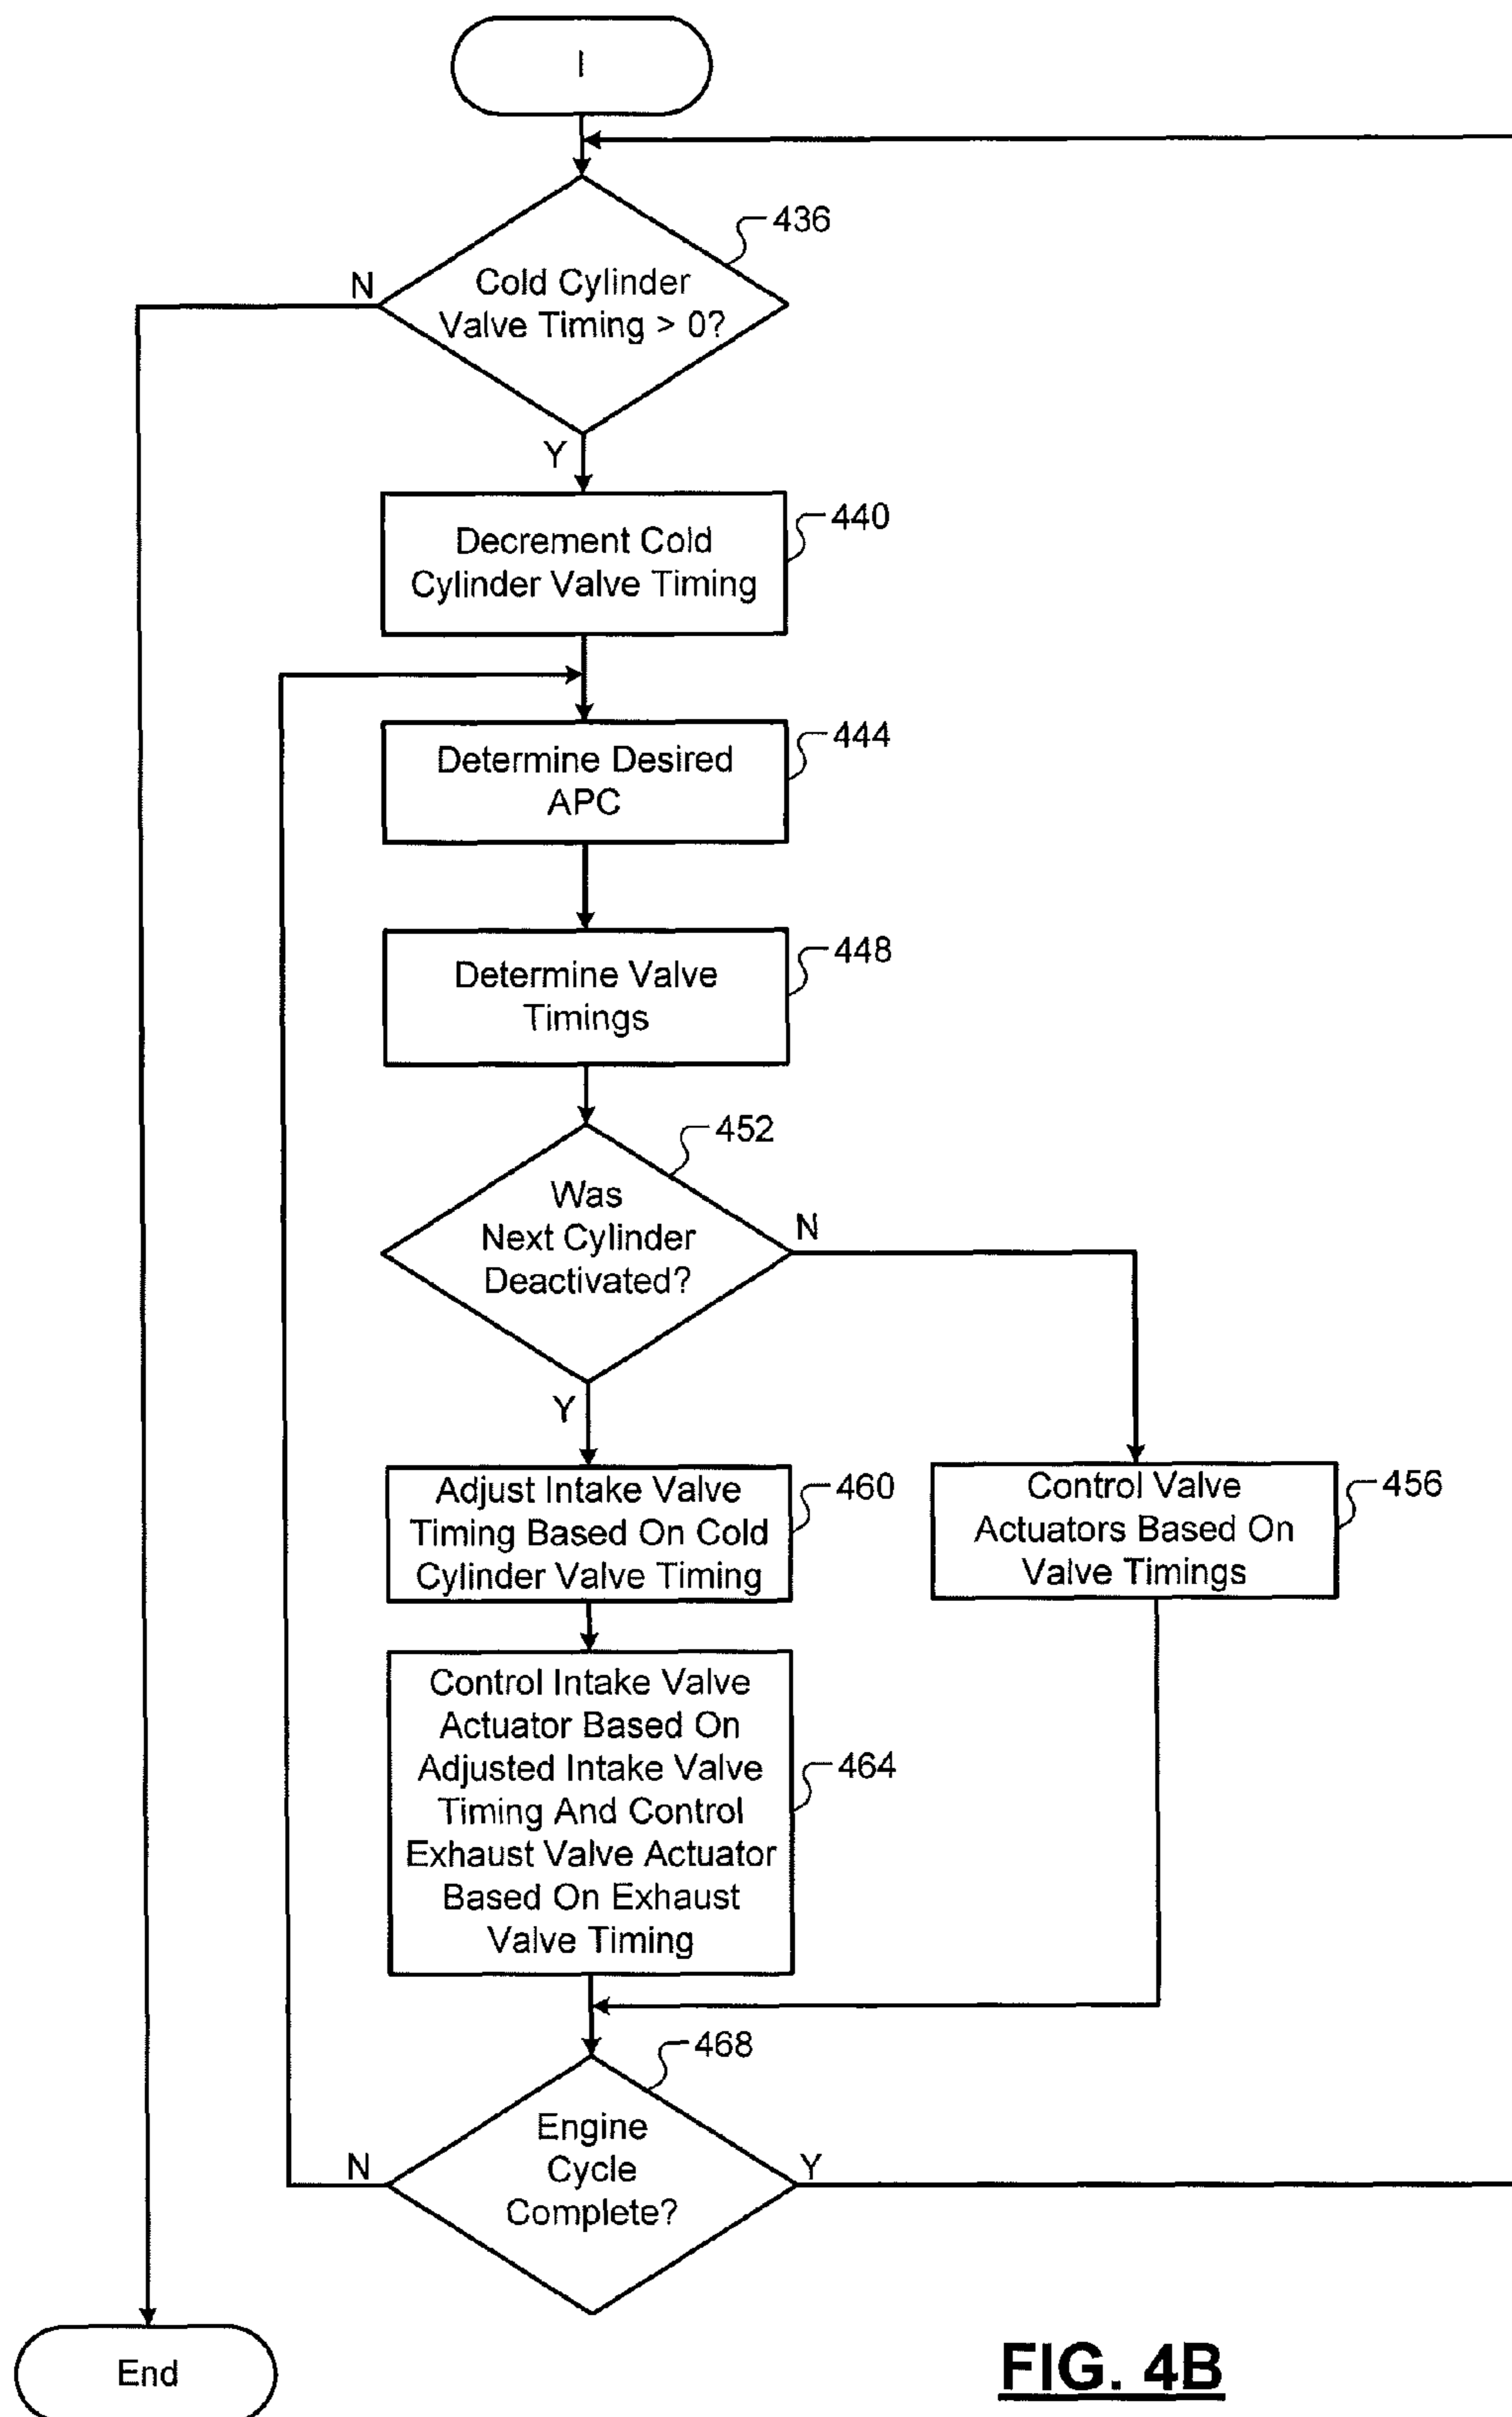 I
436
N
Cold Cylinder
Valve Timing > 0?
Y
440
Decrement Cold
Cylinder Valve Timing
444
Determine Desired
APC
448
Determine Valve
Timings
452
Was
Next Cylinder
Deactivated?
N
Y
460
Adjust Intake Valve
Timing Based On Cold
Cylinder Valve Timing
456
Control Valve
Actuators Based On
Valve Timings
Control Intake Valve
Actuator Based On
Adjusted Intake Valve
Timing And Control
Exhaust Valve Actuator
Based On Exhaust
Valve Timing
464
468
Engine
Cycle
Complete?
N
Y
End
FIG. 4B